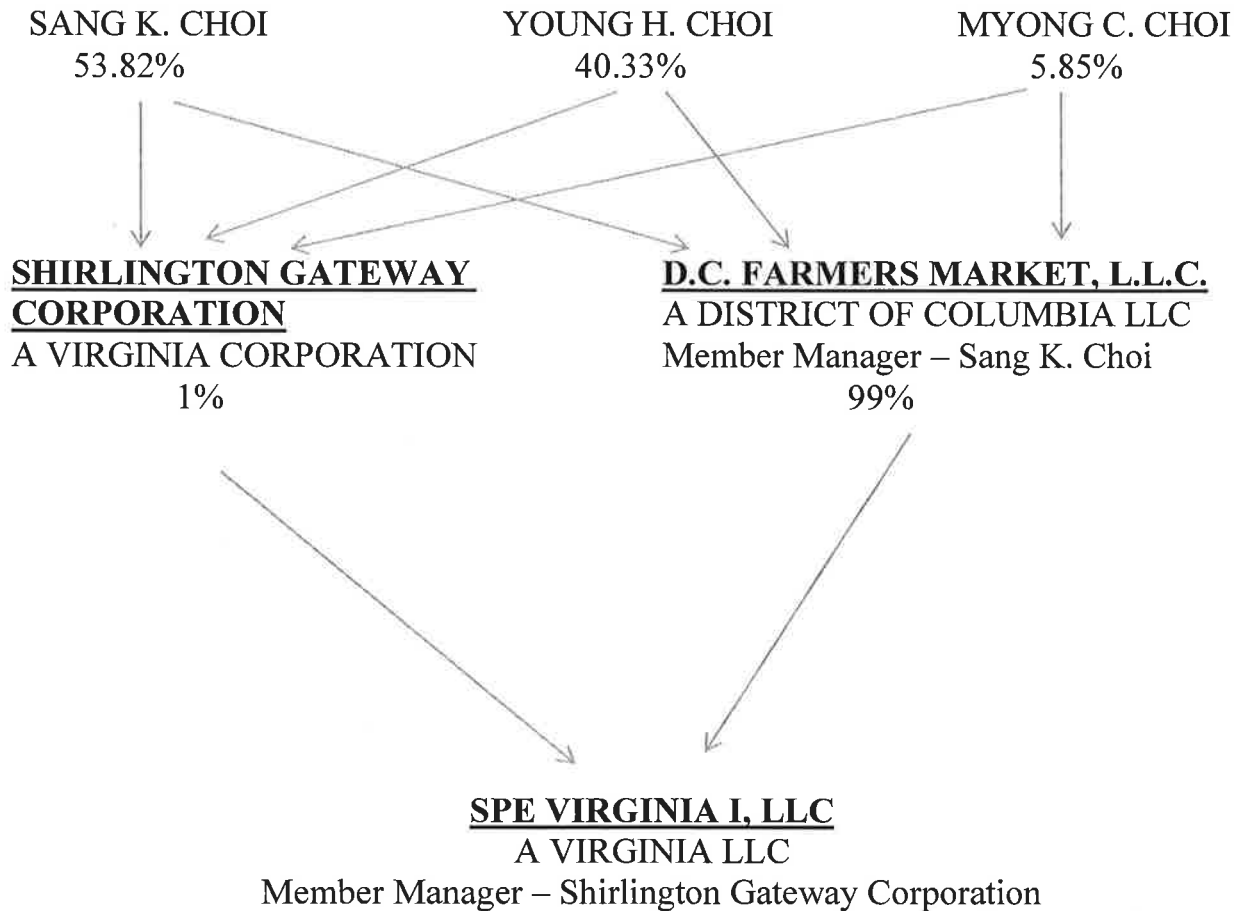 SANG K. CHOI
53.82%
YOUNG H. CHOI
40.33%
MYONG C. CHOI
5.85%
SHIRLINGTON GATEWAY
CORPORATION
A VIRGINIA CORPORATION
1%
D.C. FARMERS MARKET, L.L.C.
A DISTRICT OF COLUMBIA LLC
Member Manager – Sang K. Choi
99%
SPE VIRGINIA I, LLC
A VIRGINIA LLC
Member Manager – Shirlington Gateway Corporation